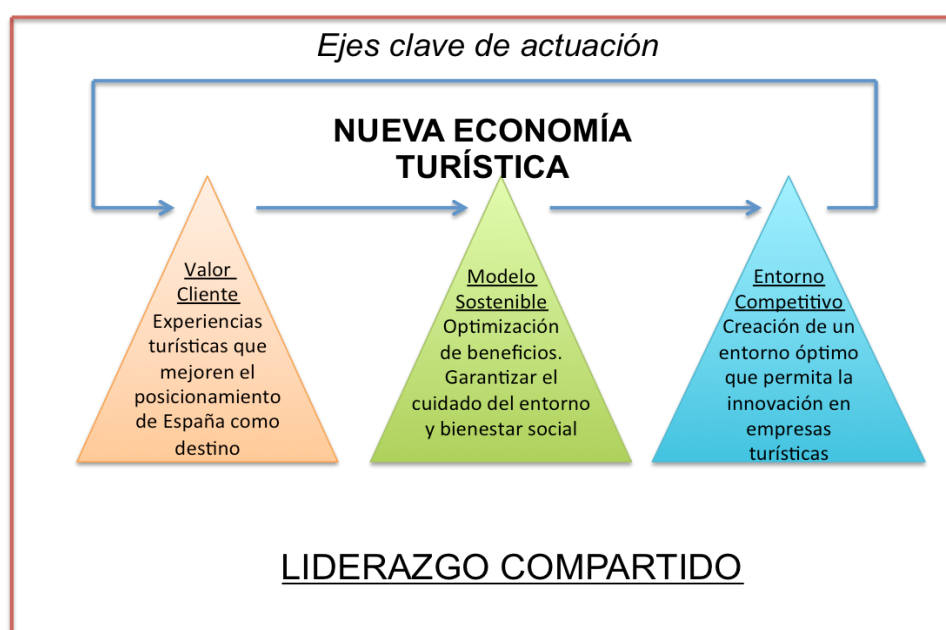 Ejes clave de actuación
NUEVA ECONOMÍA
TURÍSTICA
Valor
Cliente
Experiencias
turísticas que
mejoren el
posicionamiento
de España como
destino
Modelo
Sostenible
Optimización
de beneficios.
Garantizar el
cuidado del entorno
y bienestar social
Entorno
Competitivo
Creación de un
entorno óptimo
que permita la
innovación en
empresas
turísticas
LIDERAZGO COMPARTIDO